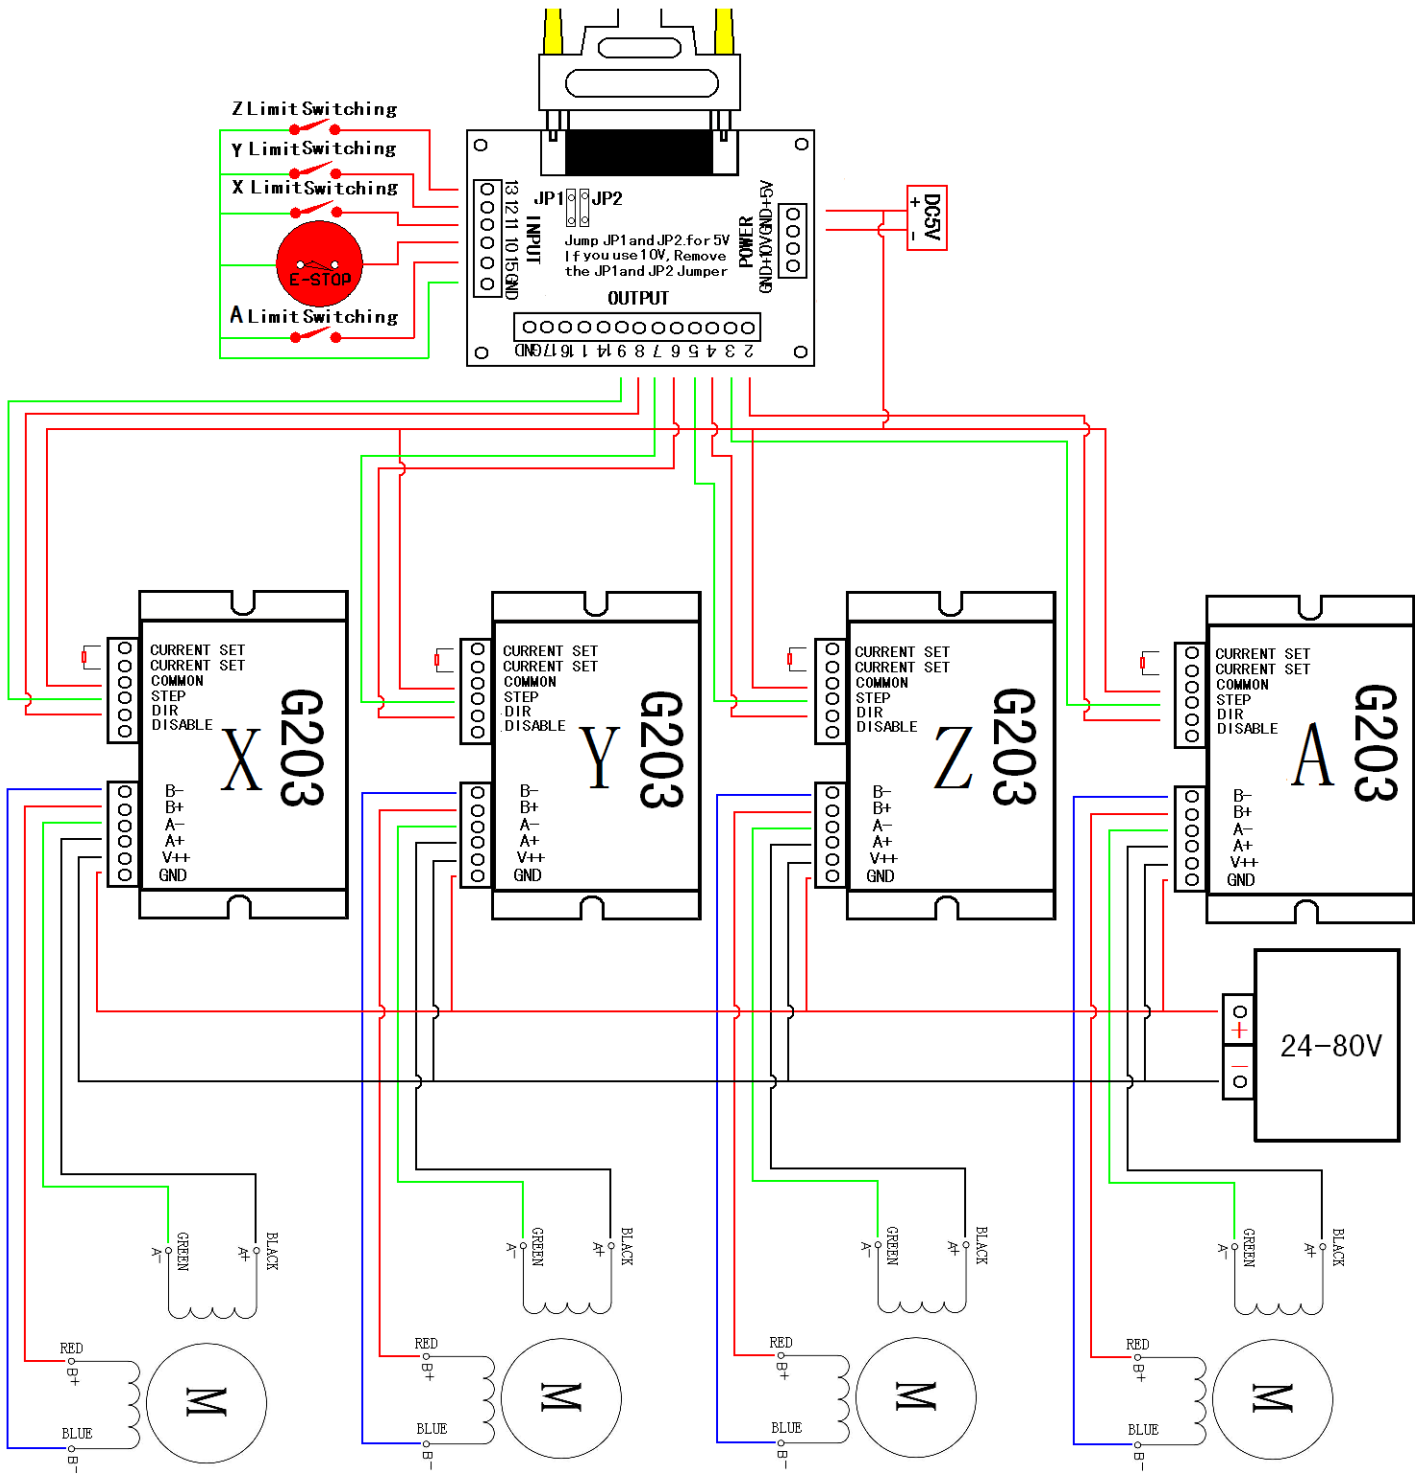 Z Limit Switching
Y Limit Switching
X Limit Switching
E-STOP
A Limit Switching
13 12 11 10 15 GND
INPUT
JP1 JP2
Jump JP1 and JP2 for 5V
If you use 10V, Remove
the JP1 and JP2 Jumper
POWER
GND+10VGND+5V
OUTPUT
GND 17 16 1 14 9 8 7 6 5 4 3 2
DC5V
+ -
CURRENT SET
CURRENT SET
COMMON
STEP
DIR
DISABLE
X
G203
B-
B+
A-
A+
V++
GND
CURRENT SET
CURRENT SET
COMMON
STEP
DIR
DISABLE
Y
G203
B-
B+
A-
A+
V++
GND
CURRENT SET
CURRENT SET
COMMON
STEP
DIR
DISABLE
Z
G203
B-
B+
A-
A+
V++
GND
CURRENT SET
CURRENT SET
COMMON
STEP
DIR
DISABLE
A
G203
B-
B+
A-
A+
V++
GND
+
-
24-80V
A- GREEN
A+ BLACK
RED
B+
BLUE
B-
M
A- GREEN
A+ BLACK
RED
B+
BLUE
B-
M
A- GREEN
A+ BLACK
RED
B+
BLUE
B-
M
A- GREEN
A+ BLACK
RED
B+
BLUE
B-
M